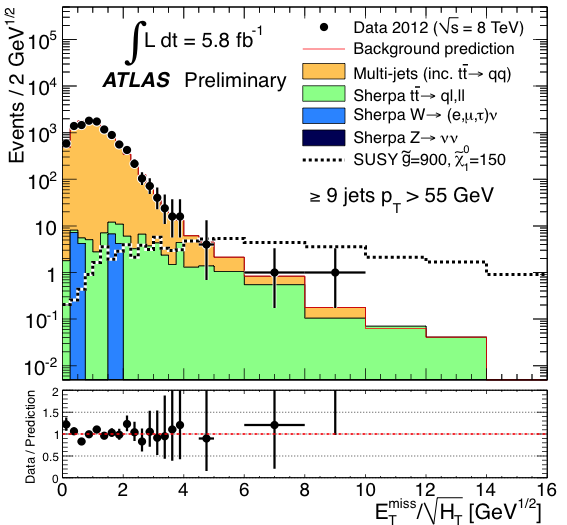 ∫L dt = 5.8 fb⁻¹
ATLAS Preliminary
Data 2012 (√s = 8 TeV)
Background prediction
Multi-jets (inc. tt̄→ qq)
Sherpa tt̄→ ql,ll
Sherpa W→ (e,μ,τ)ν
Sherpa Z→ νν
SUSY g̃=900, χ̃₁⁰=150
≥ 9 jets p_T > 55 GeV
Events / 2 GeV^1/2
10⁵
10⁴
10³
10²
10
1
10⁻¹
10⁻²
Data / Prediction
2
1.5
1
0.5
0
0 2 4 6 8 10 12 14 16
E_T^miss/√H_T [GeV^1/2]